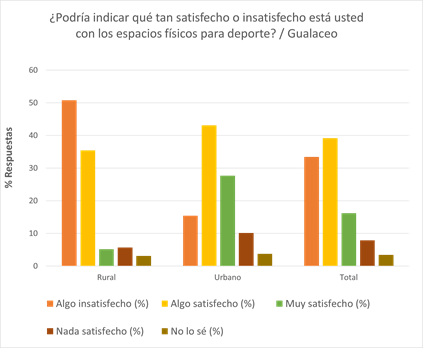 ¿Podría indicar qué tan satisfecho o insatisfecho está usted
con los espacios físicos para deporte? / Gualaceo
60
50
40
30
20
10
0
% Respuestas
Rural
Urbano
Total
Algo insatisfecho (%)
Algo satisfecho (%)
Muy satisfecho (%)
Nada satisfecho (%)
No lo sé (%)